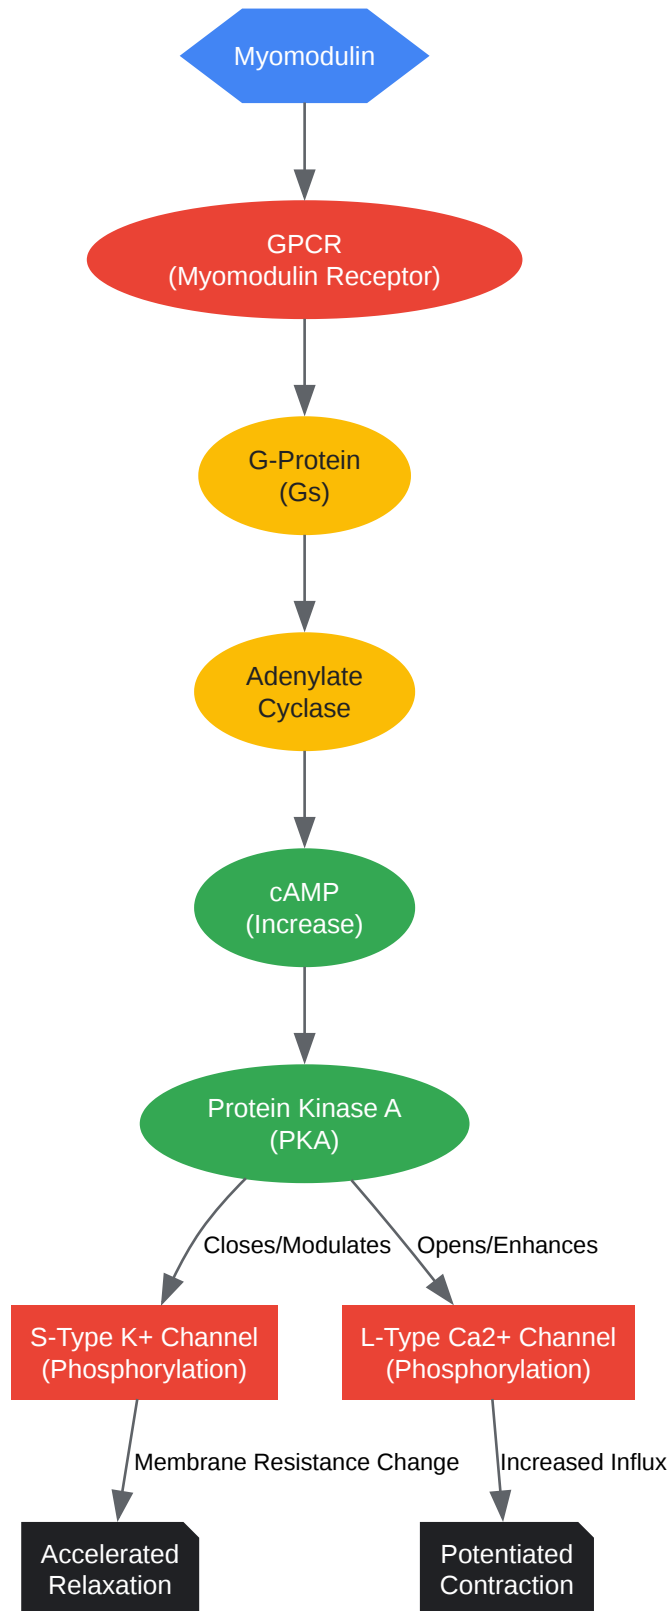 Myomodulin
GPCR
(Myomodulin Receptor)
G-Protein
(Gs)
Adenylate
Cyclase
cAMP
(Increase)
Protein Kinase A
(PKA)
Closes/Modulates
Opens/Enhances
S-Type K+ Channel
(Phosphorylation)
L-Type Ca2+ Channel
(Phosphorylation)
Membrane Resistance Change
Increased Influx
Accelerated
Relaxation
Potentiated
Contraction